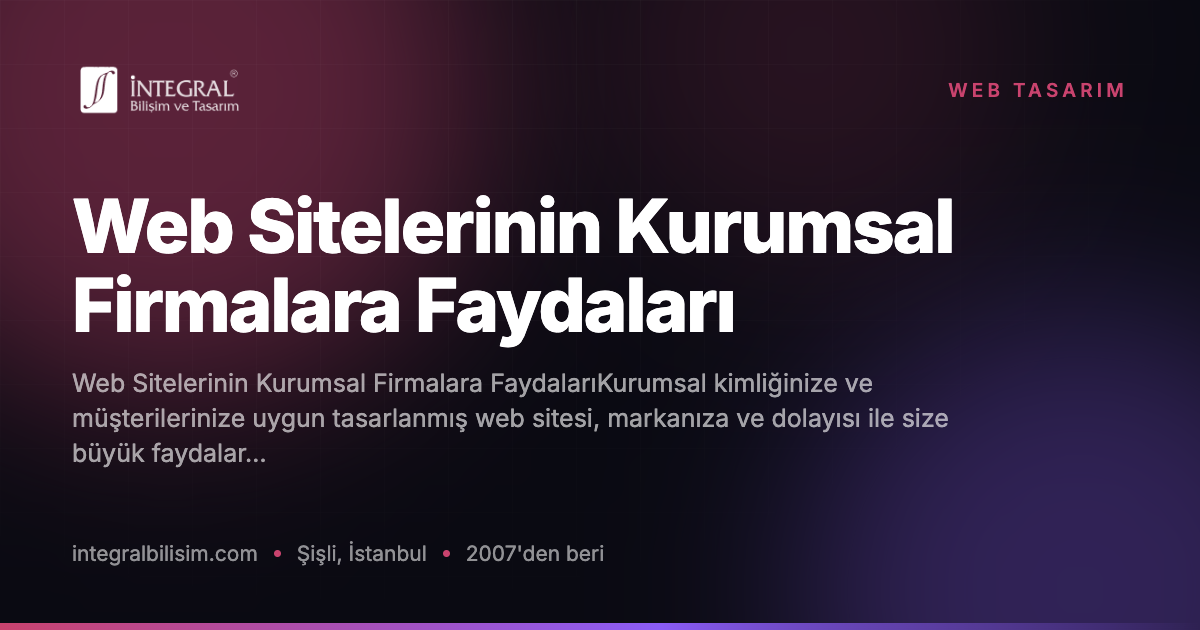 İNTEGRAL®
Bilişim ve Tasarım
WEB TASARIM
Web Sitelerinin Kurumsal
Firmalara Faydaları
Web Sitelerinin Kurumsal Firmalara FaydalarıKurumsal kimliğinize ve
müşterilerinize uygun tasarlanmış web sitesi, markanıza ve dolayısı ile size
büyük faydalar...
integralbilisim.com • Şişli, İstanbul • 2007'den beri